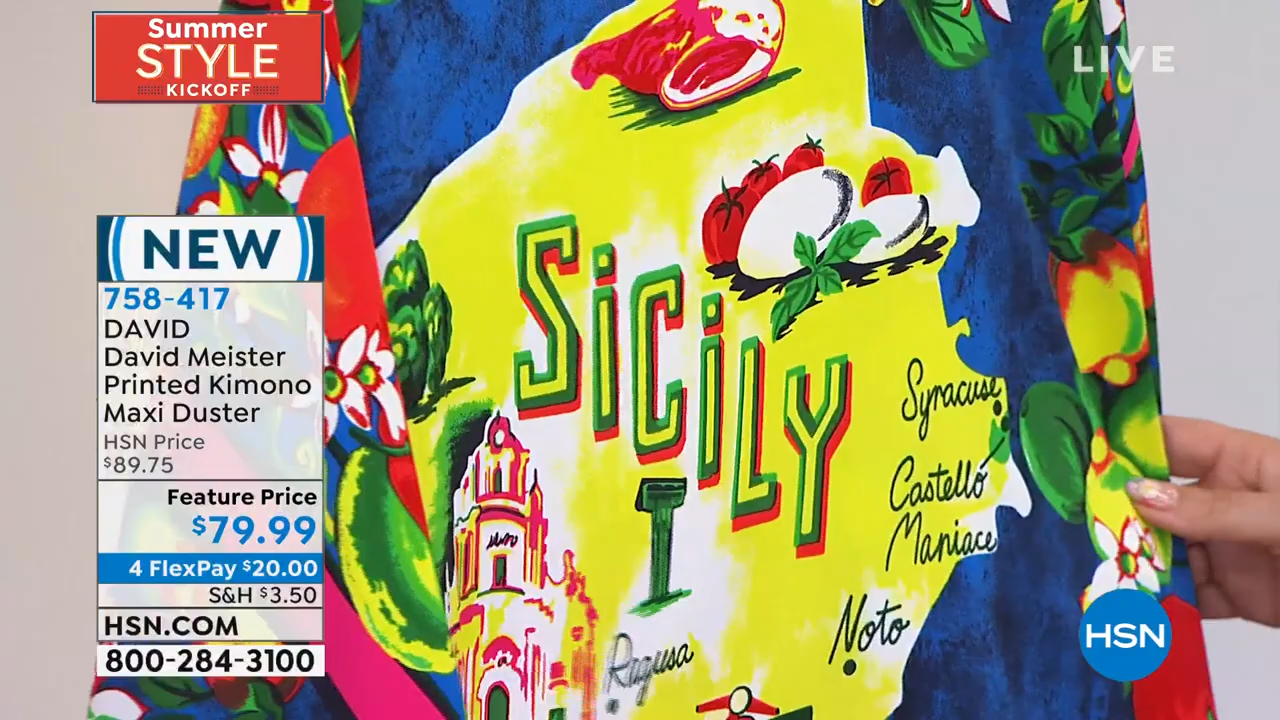 Summer
STYLE
KICKOFF
LIVE
NEW
758-417
DAVID
David Meister
Printed Kimono
Maxi Duster
HSN Price
$89.75
Feature Price
$79.99
4 FlexPay $20.00
S&H $3.50
HSN.COM
800-284-3100
SiCiLY
Syracuse
Castello
Maniace
Noto
Ragusa
HSN